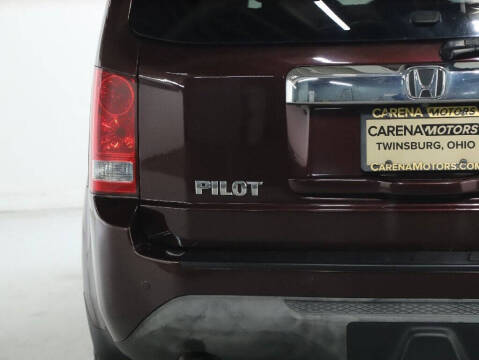 CARENA MOTORS
CARENA MOTORS
TWINSBURG, OHIO
CARENAMOTORS.COM
PILOT